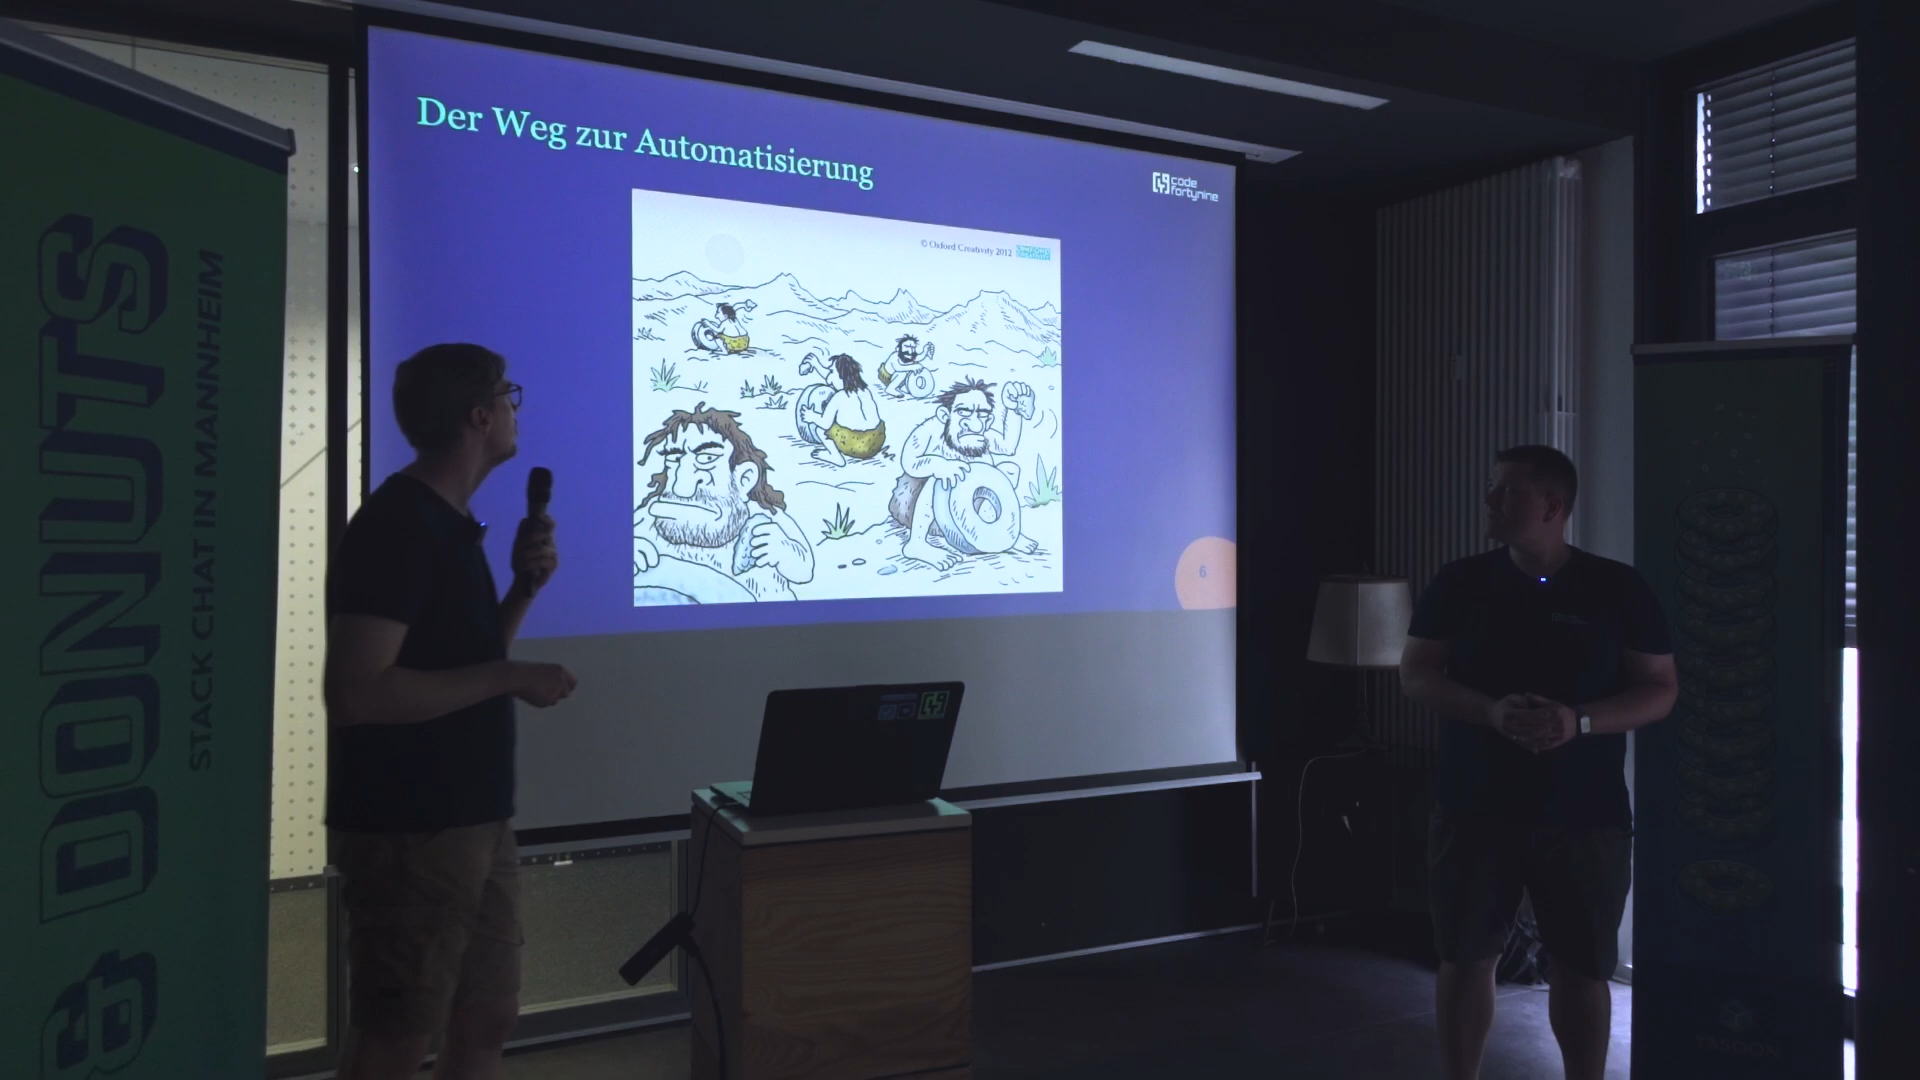 Der Weg zur Automatisierung
code
fortynine
© Oxford Creativity 2012
6
& DONUTS
STACK CHAT IN MANNHEIM